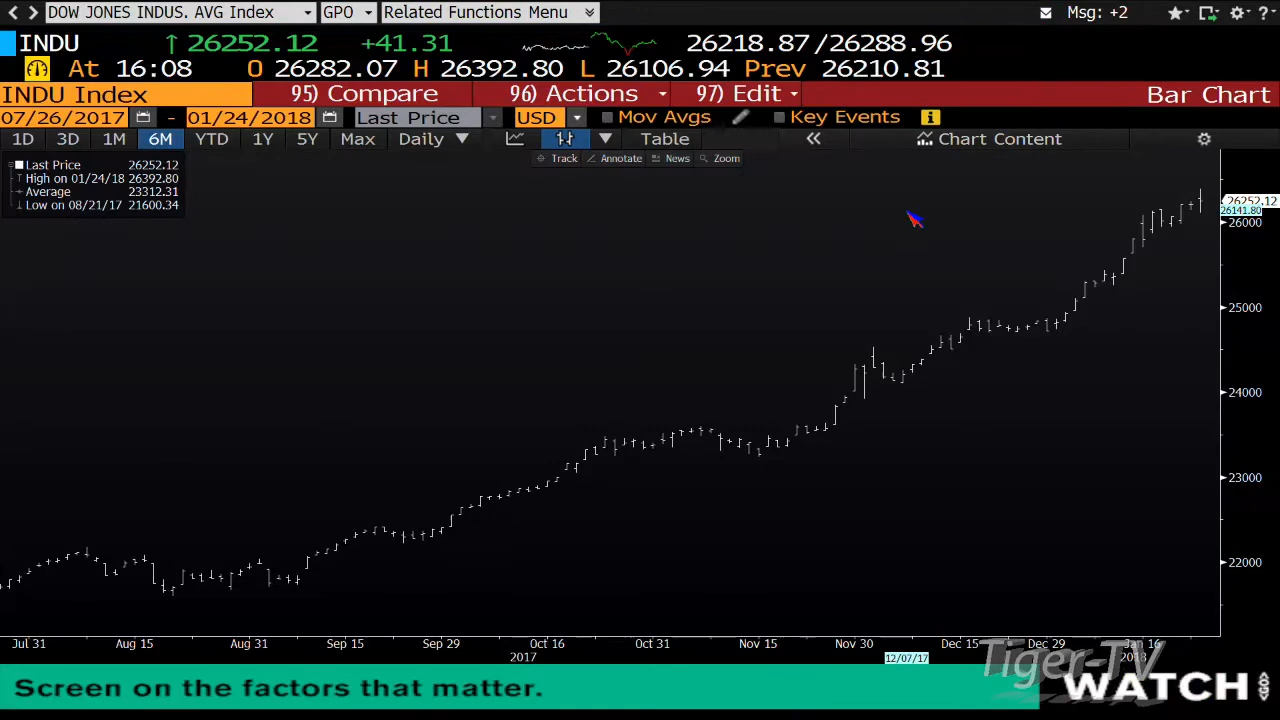 DOW JONES INDUS. AVG Index GPO Related Functions Menu Msg: +2
INDU ↑ 26252.12 +41.31 26218.87/26288.96
At 16:08 O 26282.07 H 26392.80 L 26106.94 Prev 26210.81
INDU Index 95) Compare 96) Actions 97) Edit Bar Chart
07/26/2017 - 01/24/2018 Last Price USD Mov Avgs Key Events
1D 3D 1M 6M YTD 1Y 5Y Max Daily Table Chart Content
Track Annotate News Zoom
Last Price 26252.12
High on 01/24/18 26392.80
Average 23312.31
Low on 08/21/17 21600.34
26252.12
26141.80
26000
25000
24000
23000
22000
Jul 31 Aug 15 Aug 31 Sep 15 Sep 29 Oct 16 Oct 31 Nov 15 Nov 30 Dec 15 Dec 29 Jan 16
2017 12/07/17 2018
Tiger-TV
Screen on the factors that matter. WATCH